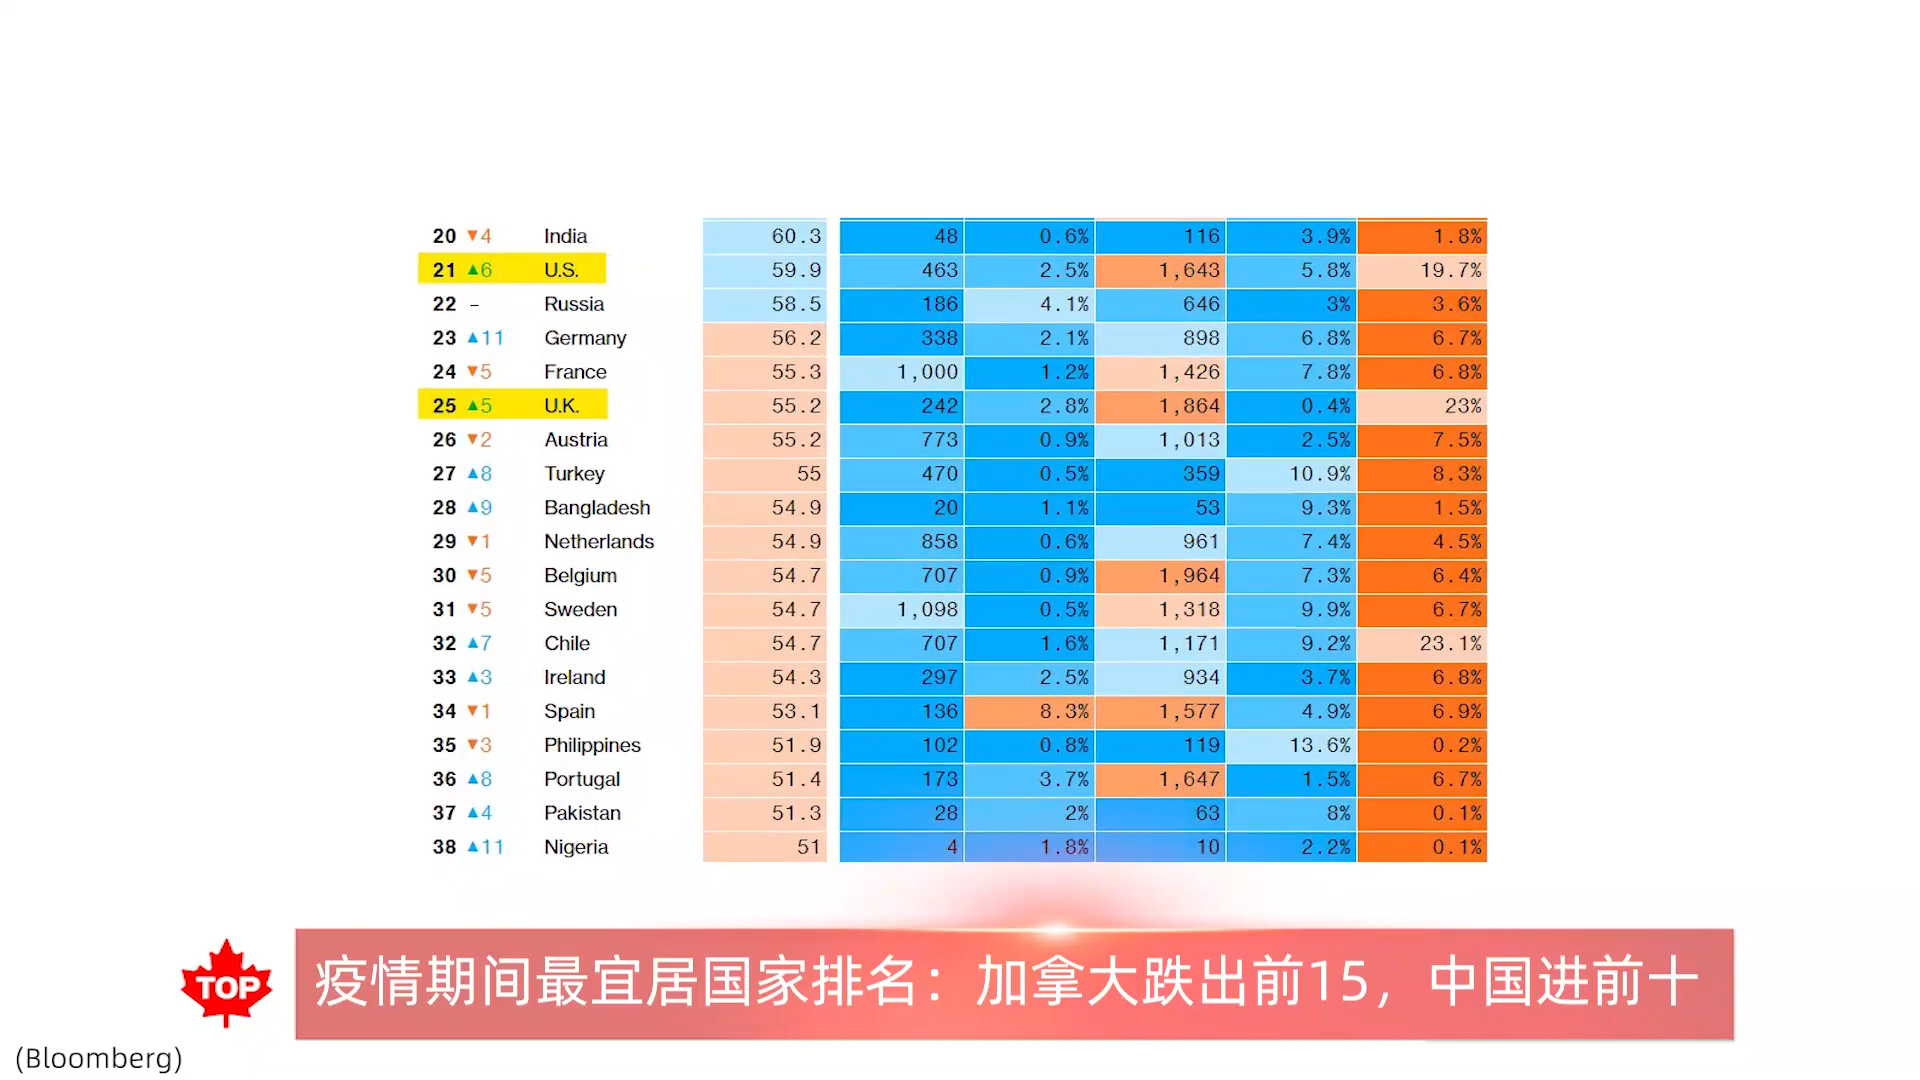 20 ▼4 India 60.3 48 0.6% 116 3.9% 1.8%
21 ▲6 U.S. 59.9 463 2.5% 1,643 5.8% 19.7%
22 – Russia 58.5 186 4.1% 646 3% 3.6%
23 ▲11 Germany 56.2 338 2.1% 898 6.8% 6.7%
24 ▼5 France 55.3 1,000 1.2% 1,426 7.8% 6.8%
25 ▲5 U.K. 55.2 242 2.8% 1,864 0.4% 23%
26 ▼2 Austria 55.2 773 0.9% 1,013 2.5% 7.5%
27 ▲8 Turkey 55 470 0.5% 359 10.9% 8.3%
28 ▲9 Bangladesh 54.9 20 1.1% 53 9.3% 1.5%
29 ▼1 Netherlands 54.9 858 0.6% 961 7.4% 4.5%
30 ▼5 Belgium 54.7 707 0.9% 1,964 7.3% 6.4%
31 ▼5 Sweden 54.7 1,098 0.5% 1,318 9.9% 6.7%
32 ▲7 Chile 54.7 707 1.6% 1,171 9.2% 23.1%
33 ▲3 Ireland 54.3 297 2.5% 934 3.7% 6.8%
34 ▼1 Spain 53.1 136 8.3% 1,577 4.9% 6.9%
35 ▼3 Philippines 51.9 102 0.8% 119 13.6% 0.2%
36 ▲8 Portugal 51.4 173 3.7% 1,647 1.5% 6.7%
37 ▲4 Pakistan 51.3 28 2% 63 8% 0.1%
38 ▲11 Nigeria 51 4 1.8% 10 2.2% 0.1%
TOP
疫情期间最宜居国家排名：加拿大跌出前15，中国进前十
(Bloomberg)